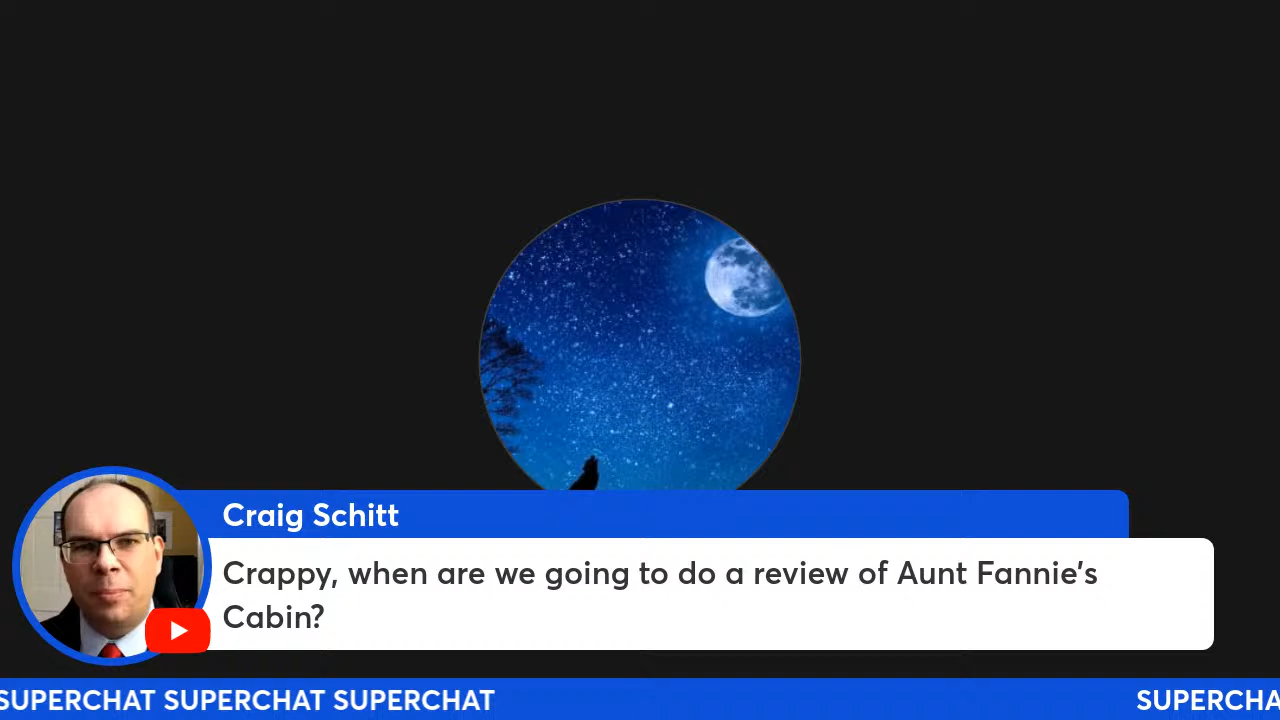 Craig Schitt
Crappy, when are we going to do a review of Aunt Fannie's
Cabin?
SUPERCHAT SUPERCHAT SUPERCHAT SUPERCHA